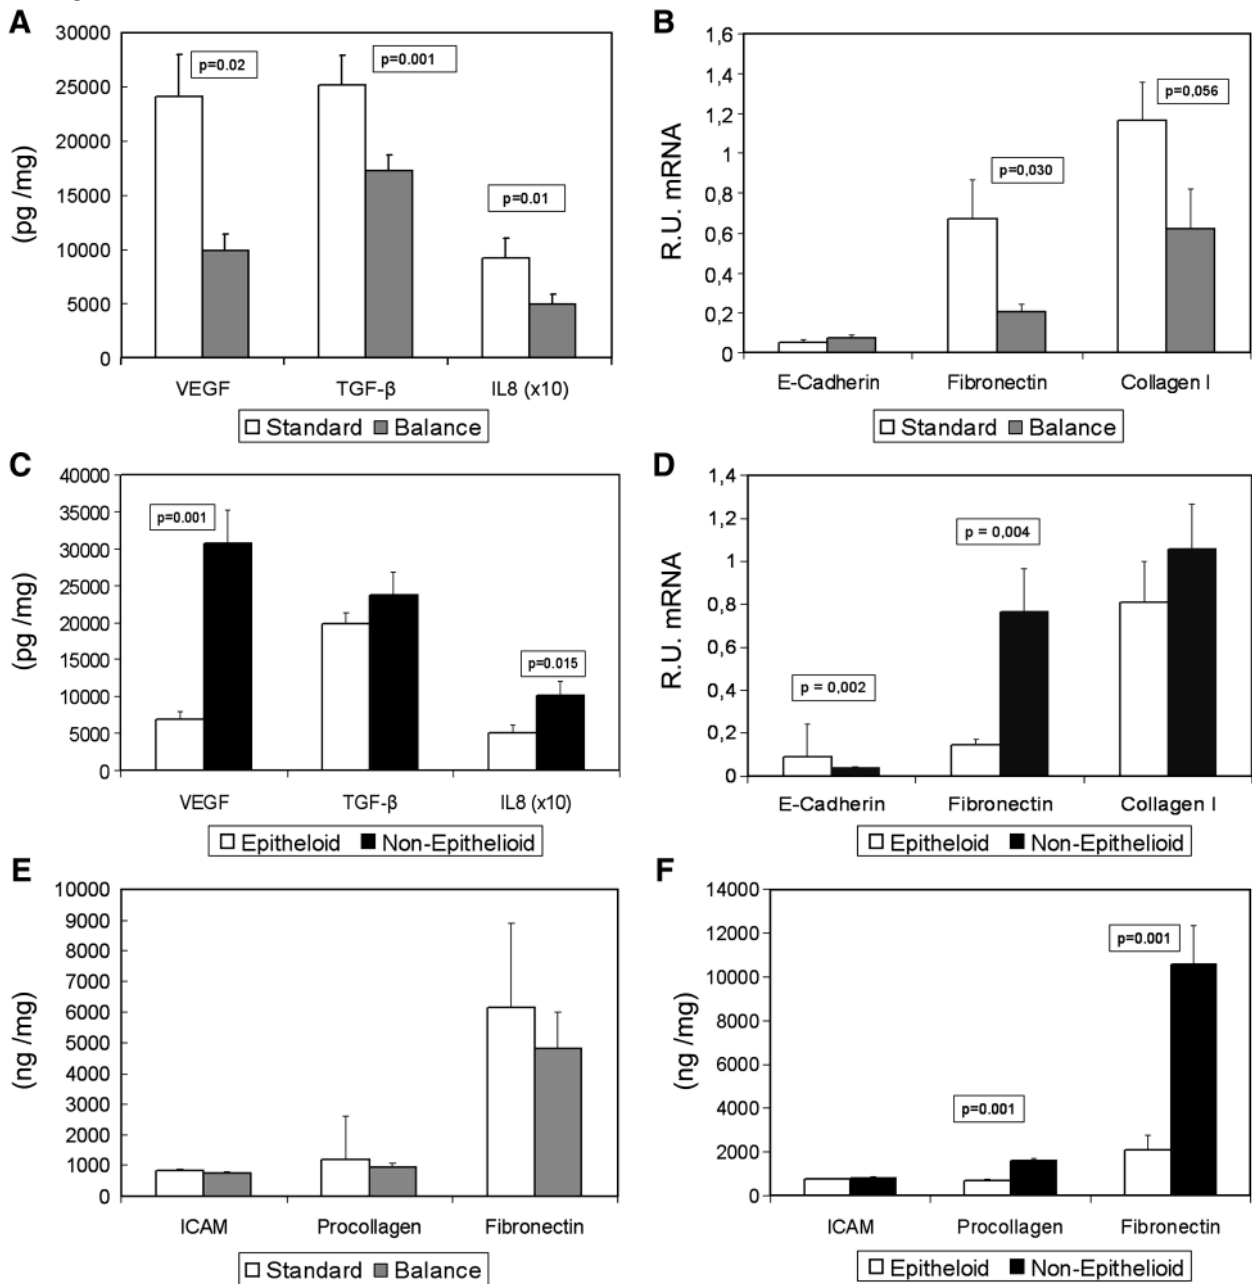 A
30000
25000
20000
15000
10000
5000
0
(pg /mg)
p=0.02
p=0.001
p=0.01
VEGF TGF-β IL8 (x10)
Standard Balance
B
1,6
1,4
1,2
1
0,8
0,6
0,4
0,2
0
R.U. mRNA
p=0,030
p=0,056
E-Cadherin Fibronectin Collagen I
Standard Balance
C
40000
35000
30000
25000
20000
15000
10000
5000
0
(pg /mg)
p=0.001
p=0.015
VEGF TGF-β IL8 (x10)
Epitheloid Non-Epithelioid
D
1,4
1,2
1
0,8
0,6
0,4
0,2
0
R.U. mRNA
p = 0,002
p = 0,004
E-Cadherin Fibronectin Collagen I
Epitheloid Non-Epithelioid
E
10000
9000
8000
7000
6000
5000
4000
3000
2000
1000
0
(ng /mg)
ICAM Procollagen Fibronectin
Standard Balance
F
14000
12000
10000
8000
6000
4000
2000
0
(ng /mg)
p=0.001
p=0.001
ICAM Procollagen Fibronectin
Epitheloid Non-Epithelioid